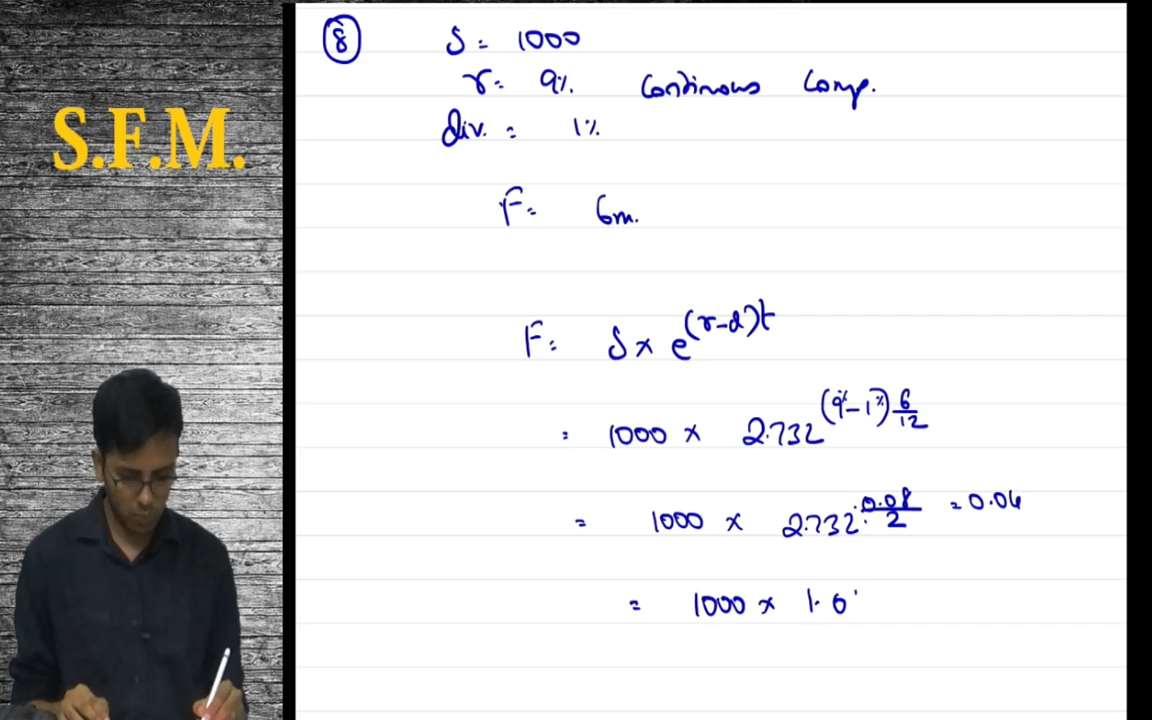 S.F.M.
8 S = 1000
r = 9% Continous Comp.
div. = 1%
F = 6m.
F = S x e^(r-d)t
= 1000 x 2.732^(9%-1%) 6/12
= 1000 x 2.732^0.08/2 = 0.04
= 1000 x 1.0